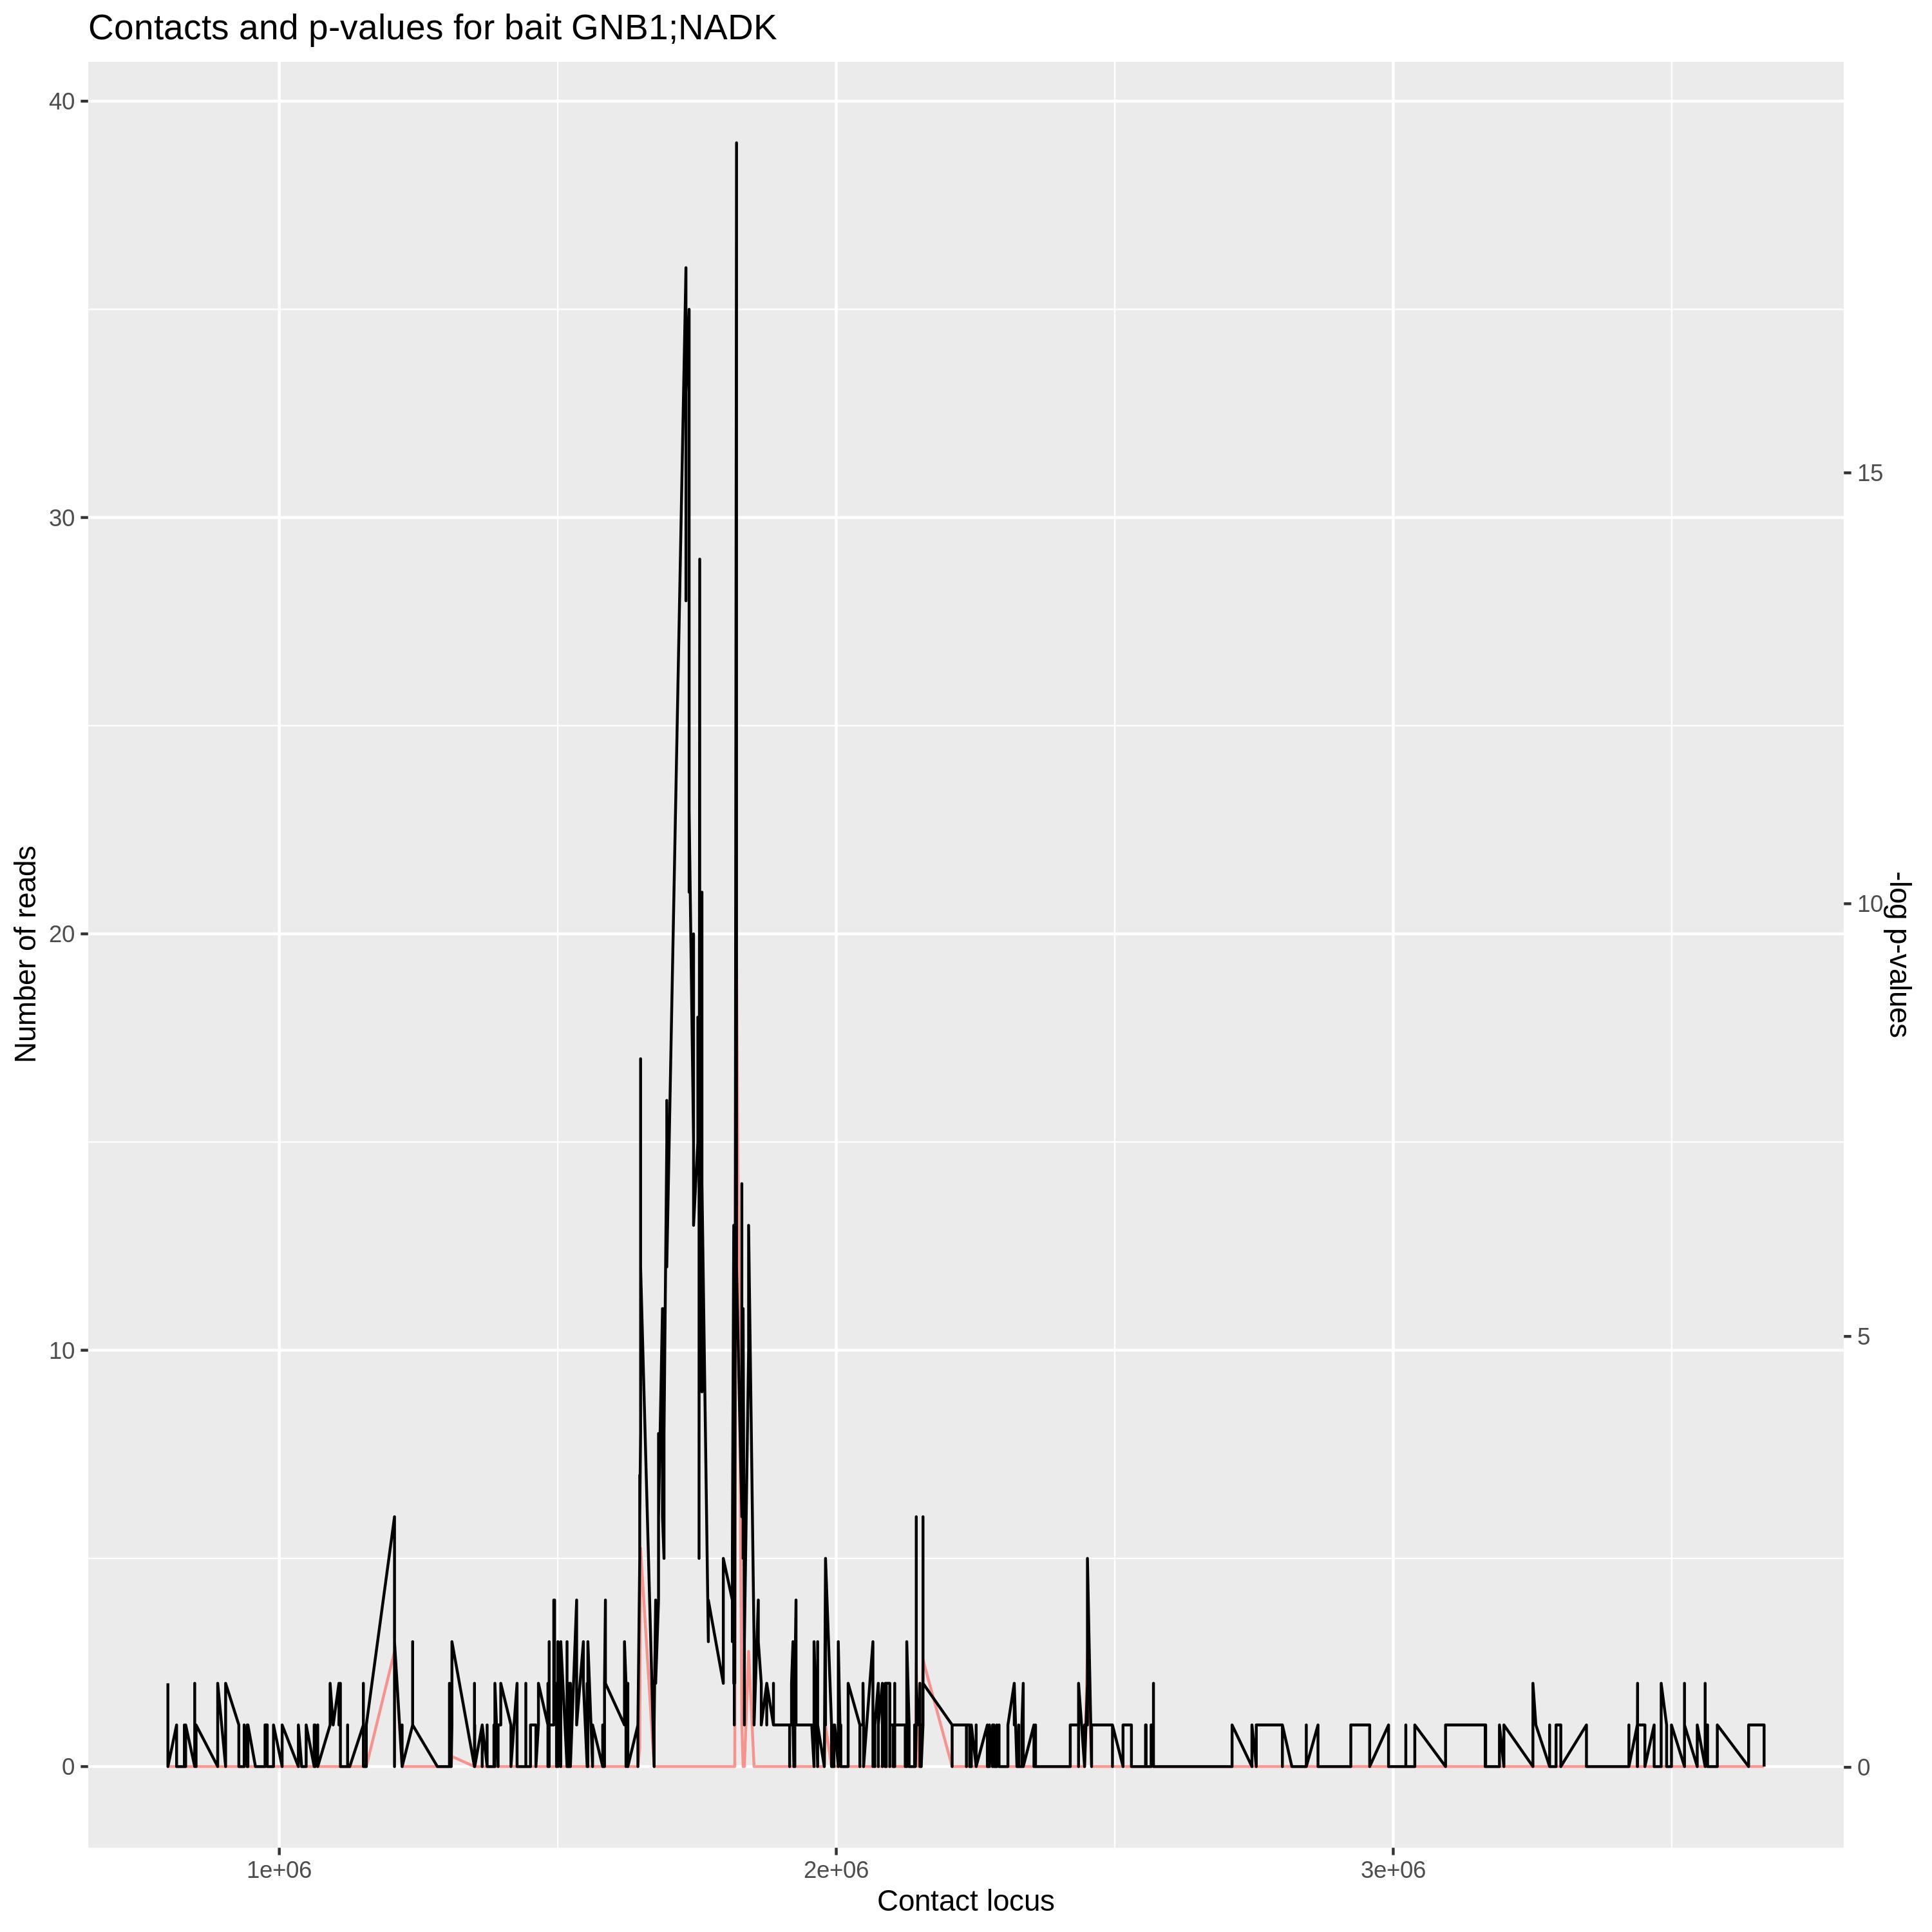 Contacts and p-values for bait GNB1;NADK
40
30
20
10
0
Number of reads
15
10
5
0
-log p-values
1e+06
2e+06
3e+06
Contact locus